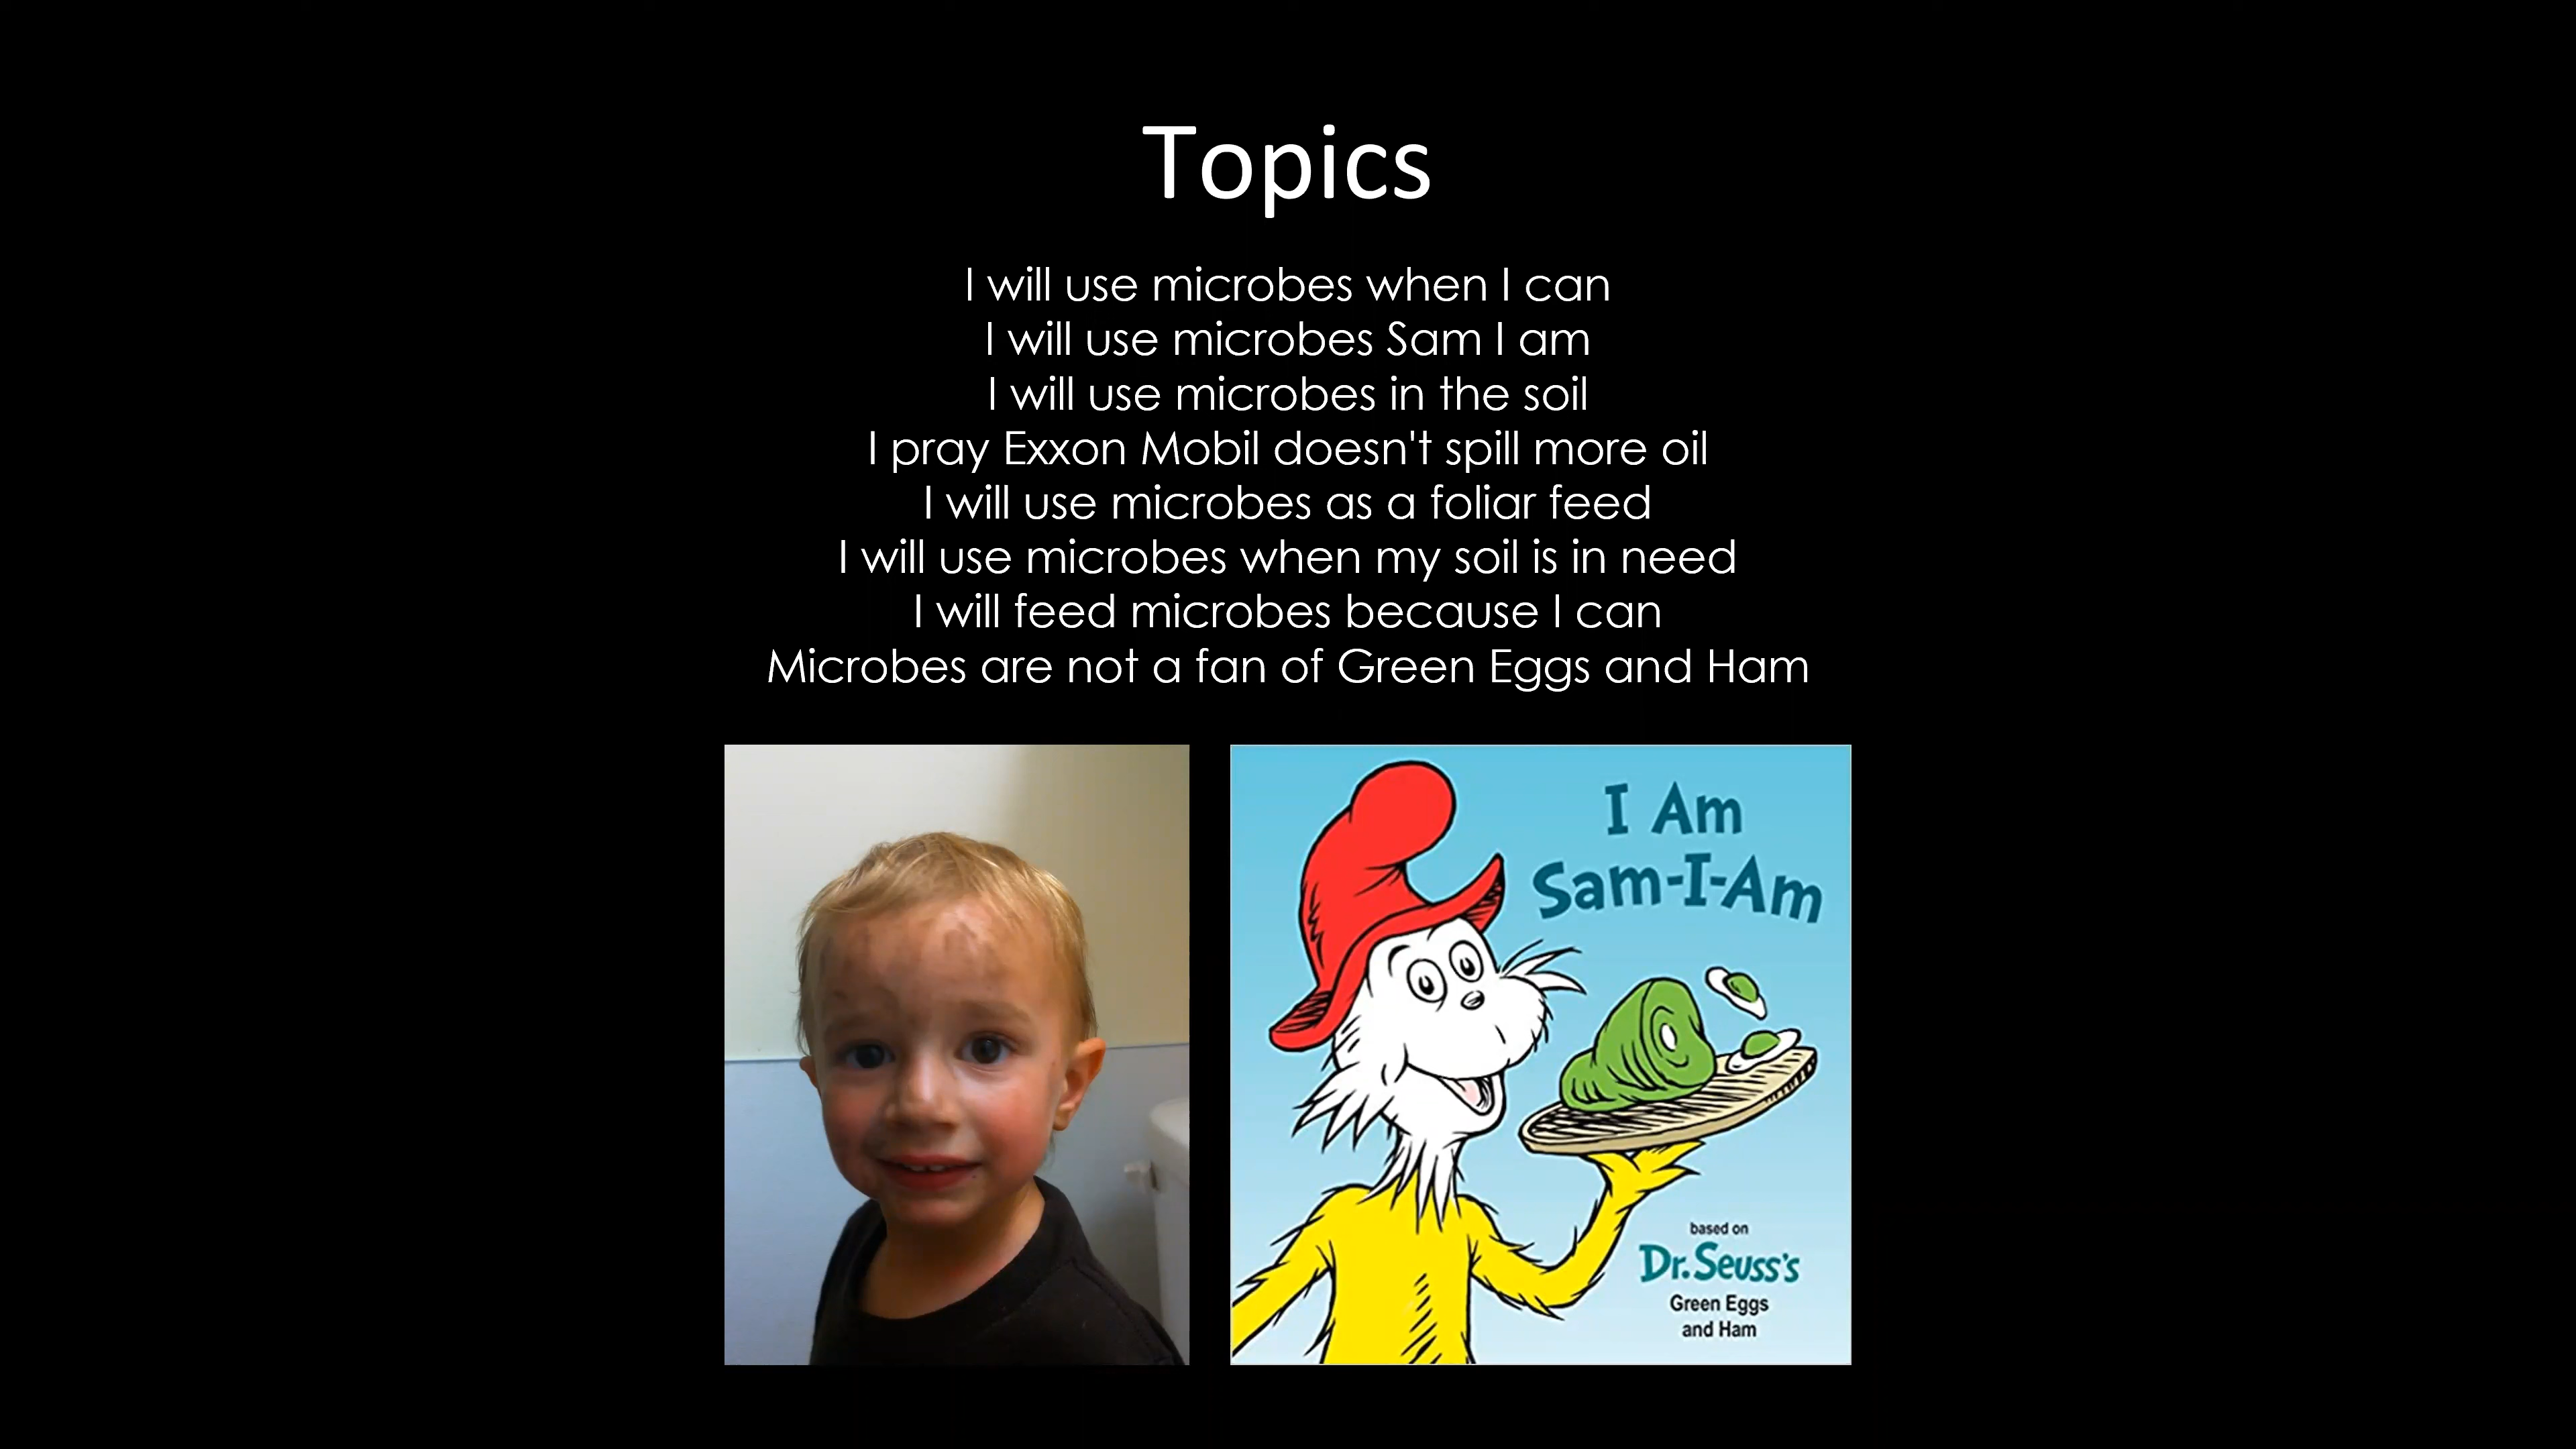 Topics
I will use microbes when I can
I will use microbes Sam I am
I will use microbes in the soil
I pray Exxon Mobil doesn't spill more oil
I will use microbes as a foliar feed
I will use microbes when my soil is in need
I will feed microbes because I can
Microbes are not a fan of Green Eggs and Ham
I Am
Sam-I-Am
based on
Dr. Seuss's
Green Eggs
and Ham